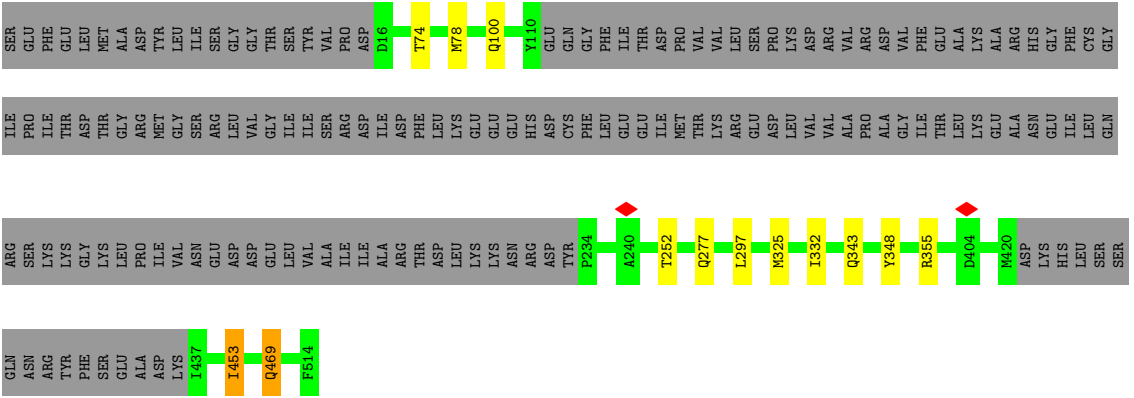 SER GLU PHE GLU LEU MET ALA ASP TYR LEU ILE SER GLY GLY THR SER TYR VAL PRO ASP D16 T74 M78 Q100 Y110 GLU GLN GLY PHE ILE THR ASP PRO VAL VAL LEU SER PRO LYS ASP ARG VAL ARG ASP VAL PHE GLU ALA LYS ALA ARG HIS GLY PHE CYS GLY
ILE PRO ILE THR ASP THR GLY ARG MET GLY SER ARG LEU VAL GLY ILE ILE SER ARG ASP ILE ASP PHE LEU LYS GLU GLU GLU HIS ASP CYS PHE LEU GLU GLU ILE MET THR LYS ARG GLU ASP LEU VAL VAL ALA PRO ALA GLY ILE THR LEU LYS GLU ALA ASN GLU ILE LEU GLN
ARG SER LYS LYS GLY LYS LEU PRO ILE VAL ASN GLU ASP ASP GLU LEU VAL ALA ILE ILE ALA ARG THR ASP LEU LYS LYS ASN ARG ASP TYR P234 A240 T252 Q277 L297 M325 I332 Q343 Y348 R355 D404 M420 ASP LYS HIS LEU SER SER
GLN ASN ARG TYR PHE SER GLU ALA ASP LYS I437 I453 Q469 F514